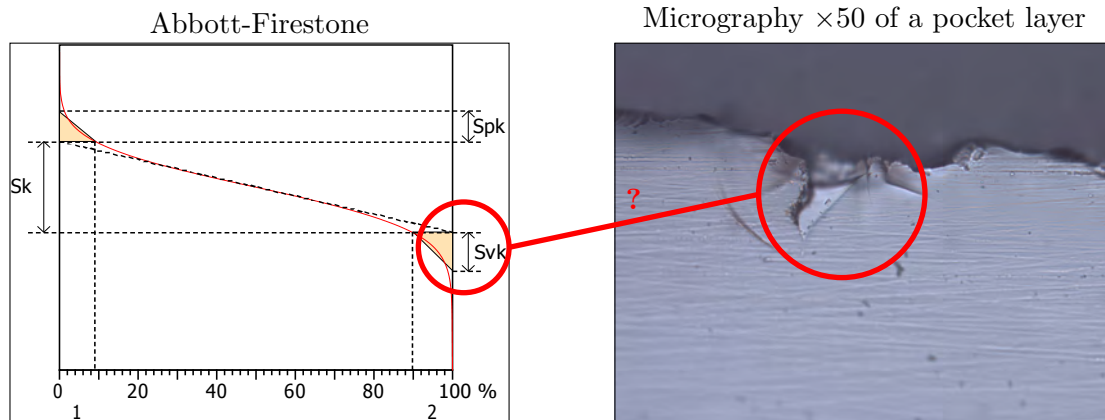 Abbott-Firestone
Micrography ×50 of a pocket layer
Spk
Sk
?
Svk
0 20 40 60 80 100 %
1 2